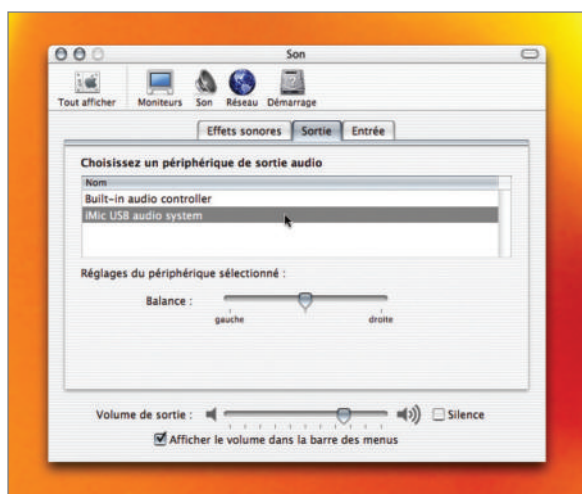 Son
Tout afficher Moniteurs Son Réseau Démarrage
Effets sonores Sortie Entrée
Choisissez un périphérique de sortie audio
Nom
Built-in audio controller
iMic USB audio system
Réglages du périphérique sélectionné :
Balance :
gauche droite
Volume de sortie : Silence
Afficher le volume dans la barre des menus